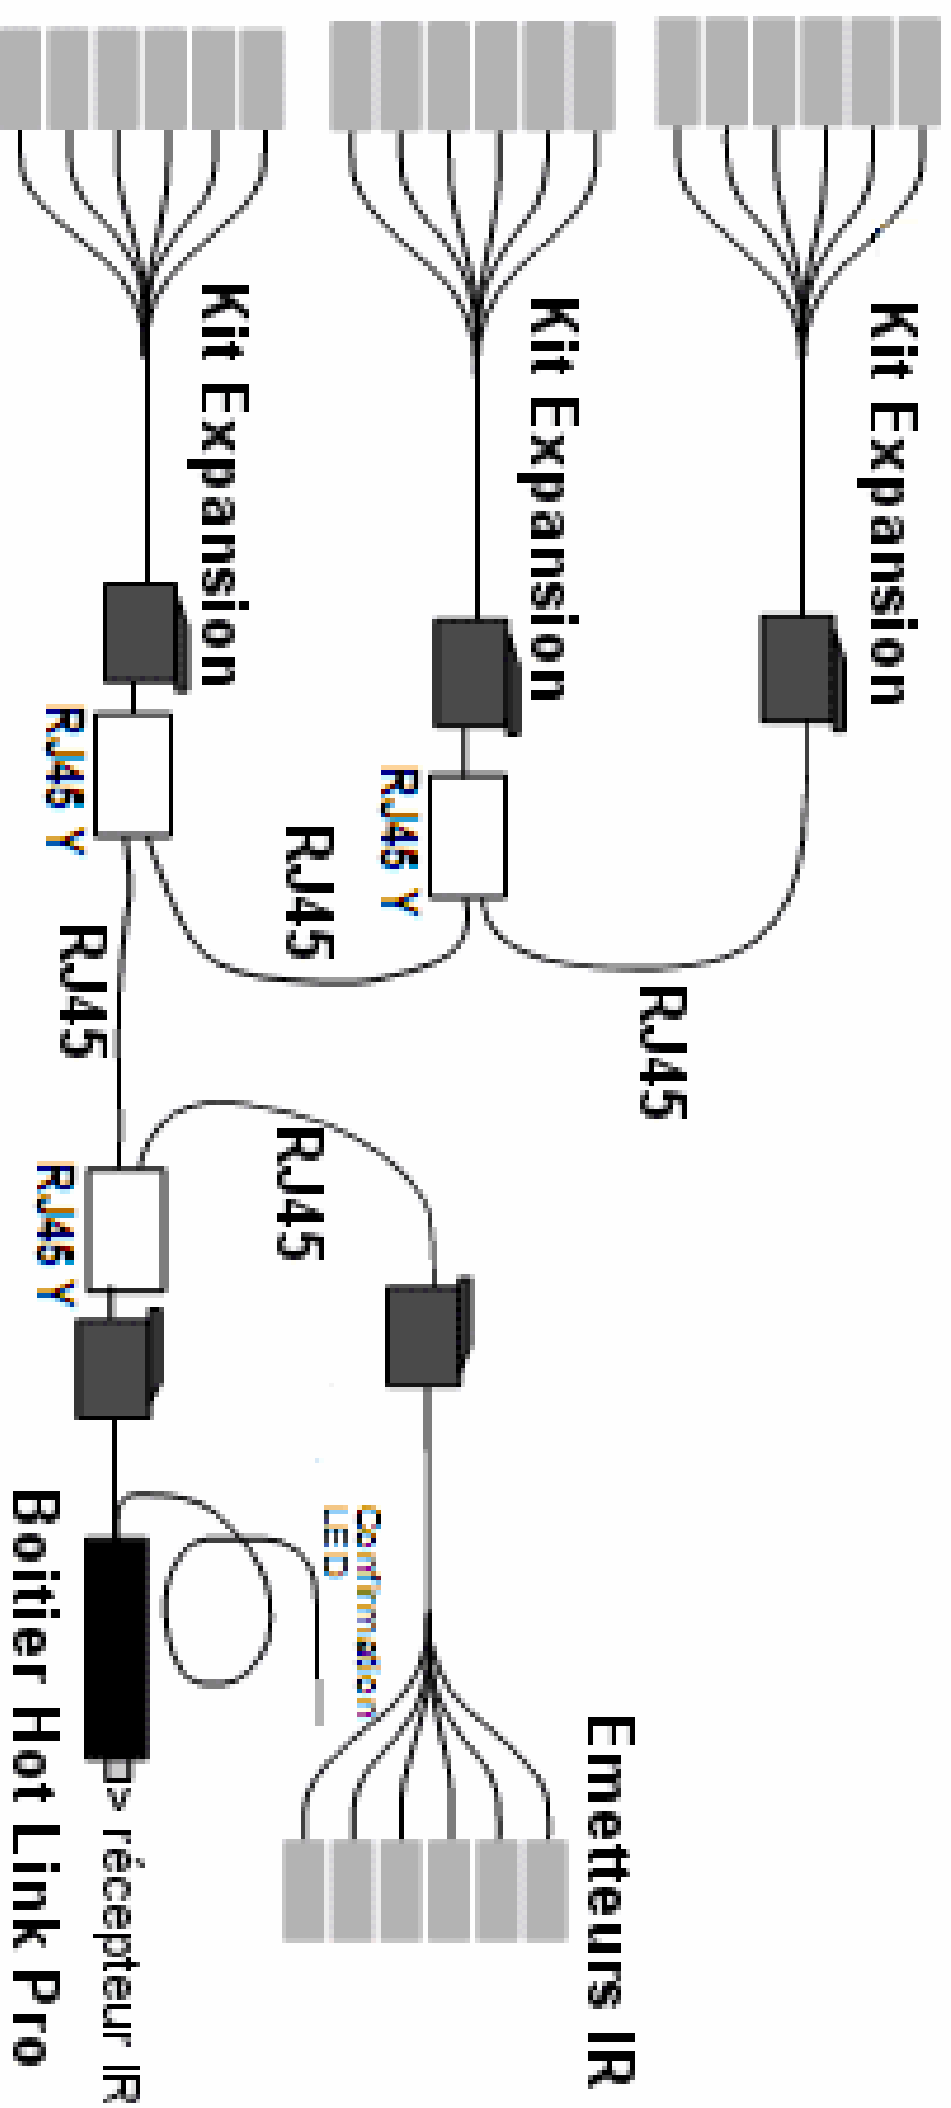 Kit Expansion
Kit Expansion
Kit Expansion
RJ45 Y
RJ45 Y
RJ45
RJ45
RJ45
RJ45
RJ45 Y
Confirmation
LED
Emetteurs IR
Boitier Hot Link Pro
> récepteur IR